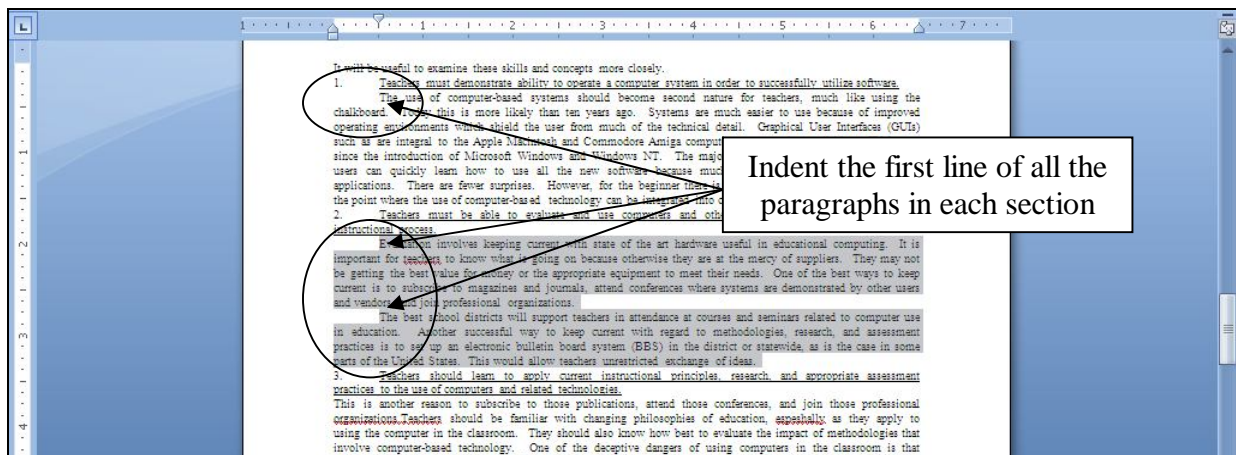 1 1 2 3 4 5 6 7
It will be useful to examine these skills and concepts more closely.
1. Teachers must demonstrate ability to operate a computer system in order to successfully utilize software.
The use of computer-based systems should become second nature for teachers, much like using the
chalkboard. Today this is more likely than ten years ago. Systems are much easier to use because of improved
operating environments which shield the user from much of the technical detail. Graphical User Interfaces (GUIs)
such as are integral to the Apple Macintosh and Commodore Amiga comput
since the introduction of Microsoft Windows and Windows NT. The majo
users can quickly learn how to use all the new software because muc
applications. There are fewer surprises. However, for the beginner there is
the point where the use of computer-based technology can be integrated into c
2. Teachers must be able to evaluate and use computers and othe
instructional process.
Indent the first line of all the
paragraphs in each section
Evaluation involves keeping current with state of the art hardware useful in educational computing. It is
important for teachers to know what is going on because otherwise they are at the mercy of suppliers. They may not
be getting the best value for money or the appropriate equipment to meet their needs. One of the best ways to keep
current is to subscribe to magazines and journals, attend conferences where systems are demonstrated by other users
and vendors and join professional organizations.
The best school districts will support teachers in attendance at courses and seminars related to computer use
in education. Another successful way to keep current with regard to methodologies, research, and assessment
practices is to set up an electronic bulletin board system (BBS) in the district or statewide, as is the case in some
parts of the United States. This would allow teachers unrestricted exchange of ideas.
3. Teachers should learn to apply current instructional principles, research, and appropriate assessment
practices to the use of computers and related technologies.
This is another reason to subscribe to those publications, attend those conferences, and join those professional
organizations.Teachers should be familiar with changing philosophies of education, espeshally as they apply to
using the computer in the classroom. They should also know how best to evaluate the impact of methodologies that
involve computer-based technology. One of the deceptive dangers of using computers in the classroom is that
1
2
3
4